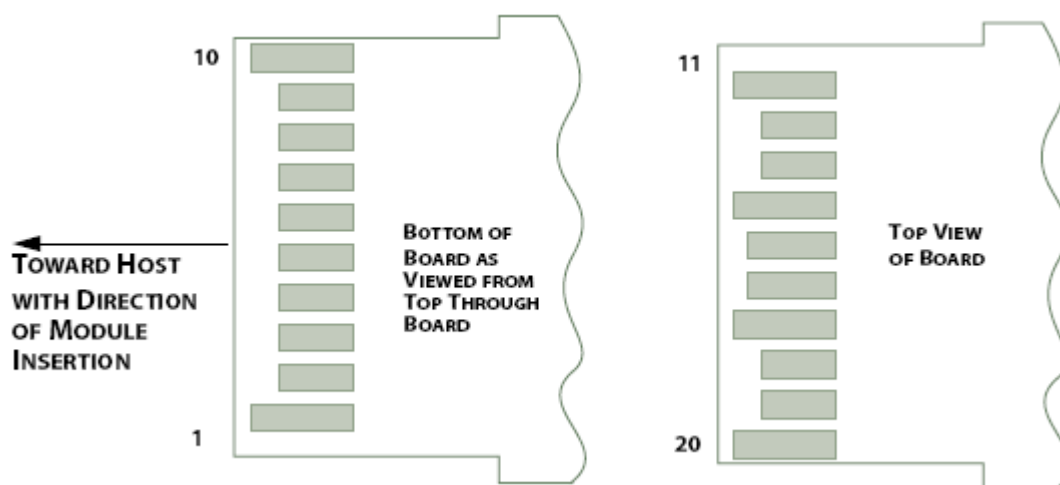 10
1
TOWARD HOST
WITH DIRECTION
OF MODULE
INSERTION
BOTTOM OF
BOARD AS
VIEWED FROM
TOP THROUGH
BOARD
11
20
TOP VIEW
OF BOARD